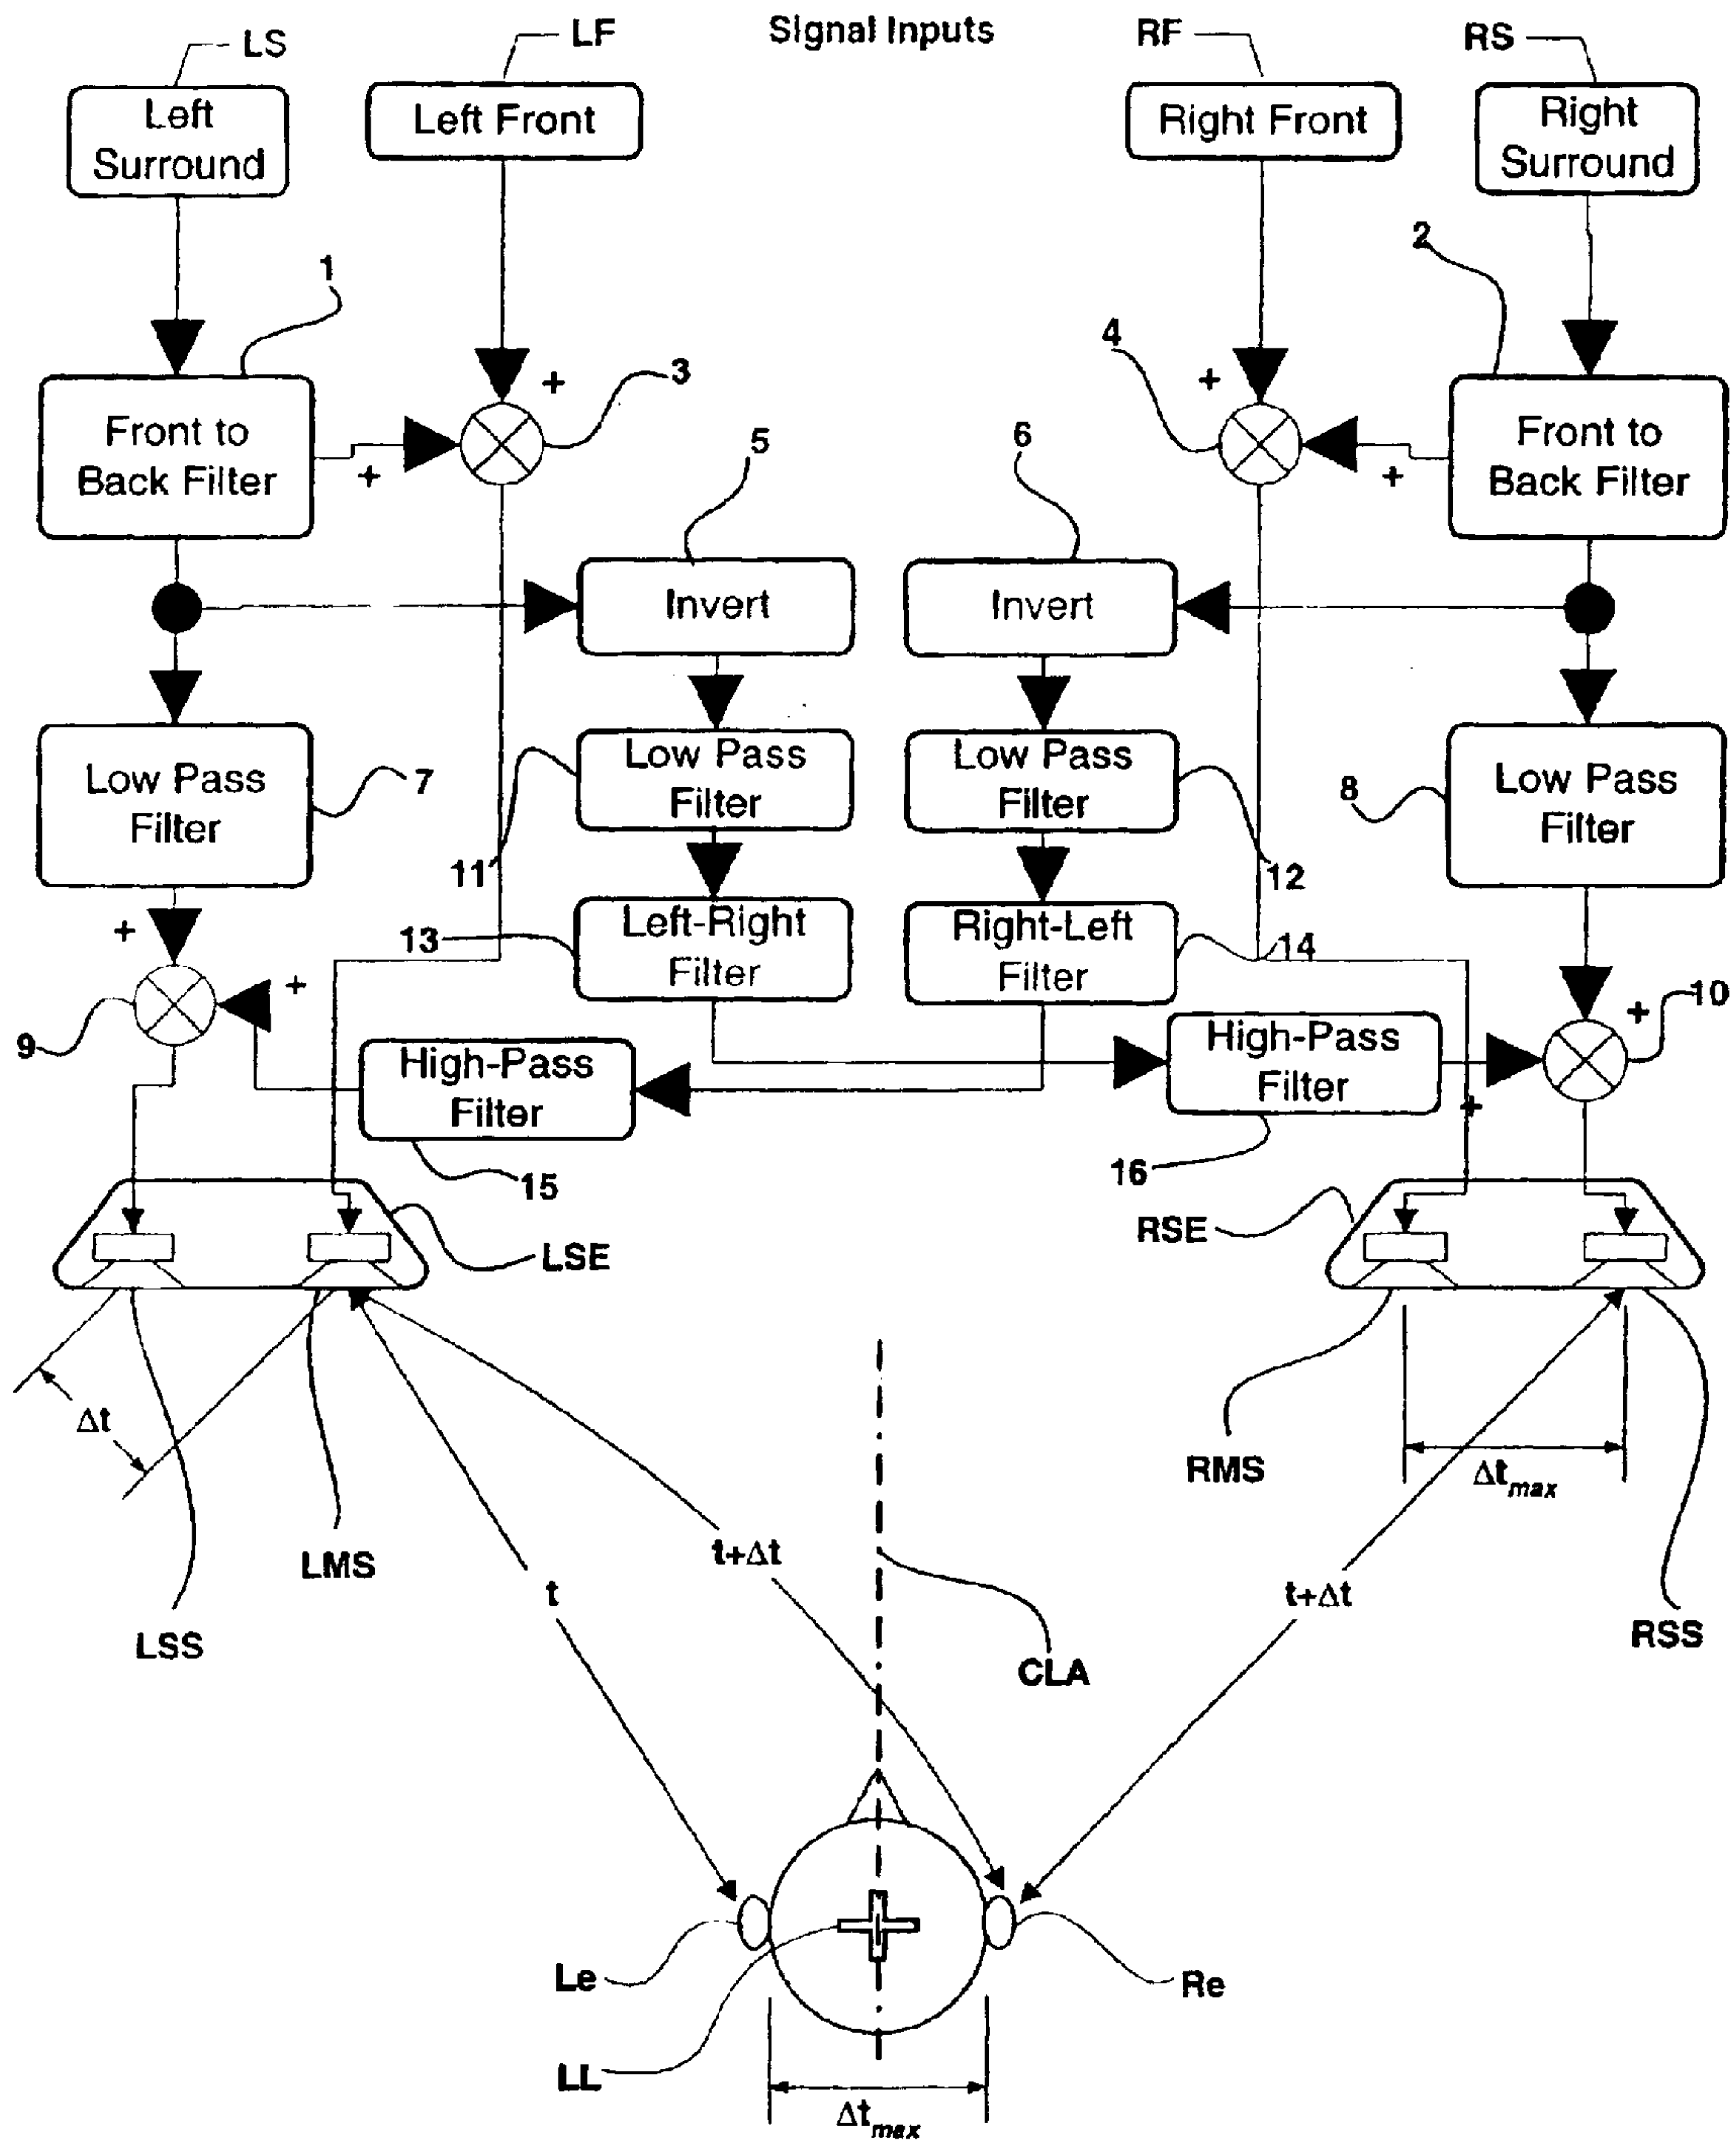 Signal Inputs
LS
LF
RF
RS
Left
Surround
Left Front
Right Front
Right
Surround
1
2
3
4
+
+
+
+
Front to
Back Filter
Front to
Back Filter
5
6
Invert
Invert
Low Pass
Filter
7
Low Pass
Filter
11
Low Pass
Filter
12
8
Low Pass
Filter
13
Left-Right
Filter
Right-Left
Filter
14
+
+
9
10
+
+
High-Pass
Filter
15
High-Pass
Filter
16
LSE
RSE
Δt
LSS
LMS
t
t+Δt
CLA
t+Δt
RMS
Δtmax
RSS
Le
Re
LL
Δtmax